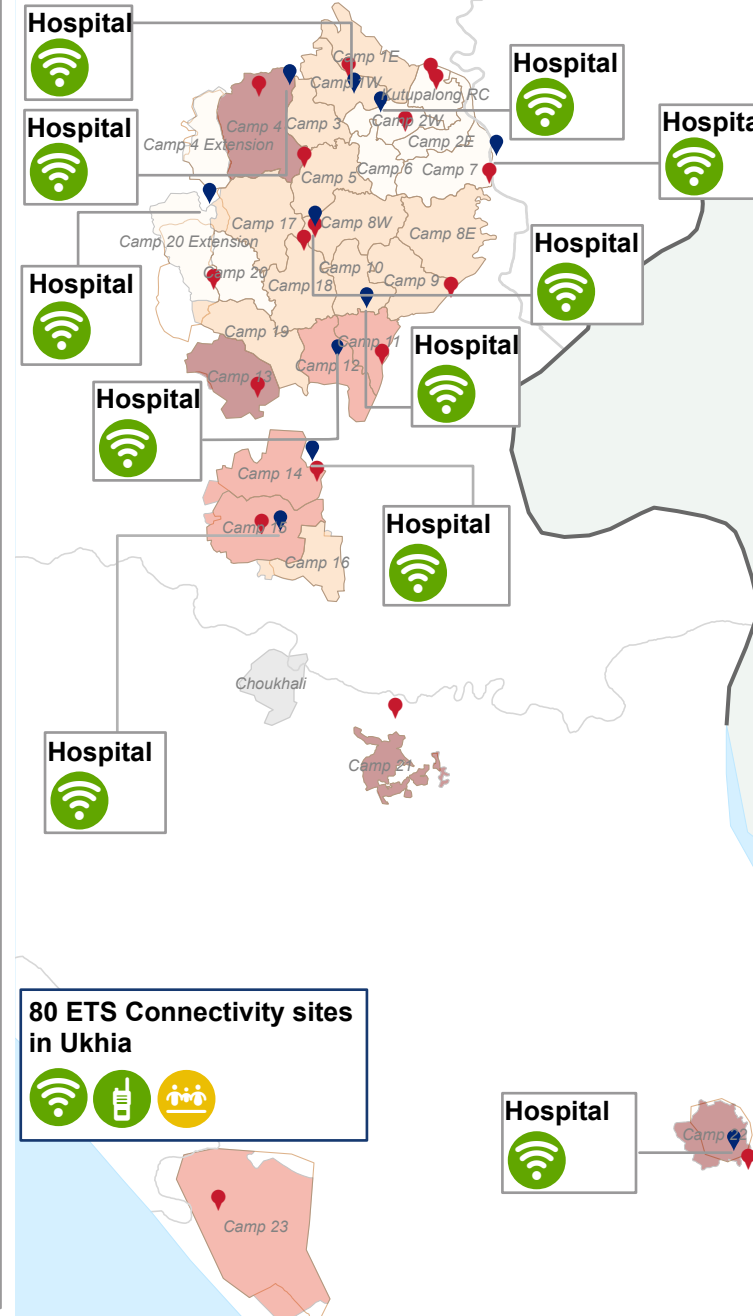 Hospital
Camp 1E
Hospital
Camp 1W
Kutupalong RC
Hospital
Hospita
Camp 4
Camp 3
Camp 2W
Camp 4 Extension
Camp 2E
Camp 5
Camp 6
Camp 7
Camp 17
Camp 8W
Camp 8E
Camp 20 Extension
Hospital
Hospital
Camp 20
Camp 18
Camp 10
Camp 9
Camp 19
Camp 11
Hospital
Camp 12
Camp 13
Hospital
Camp 14
Hospital
Camp 15
Camp 16
Choukhali
Hospital
Camp 21
80 ETS Connectivity sites
in Ukhia
Hospital
Camp 22
Camp 23